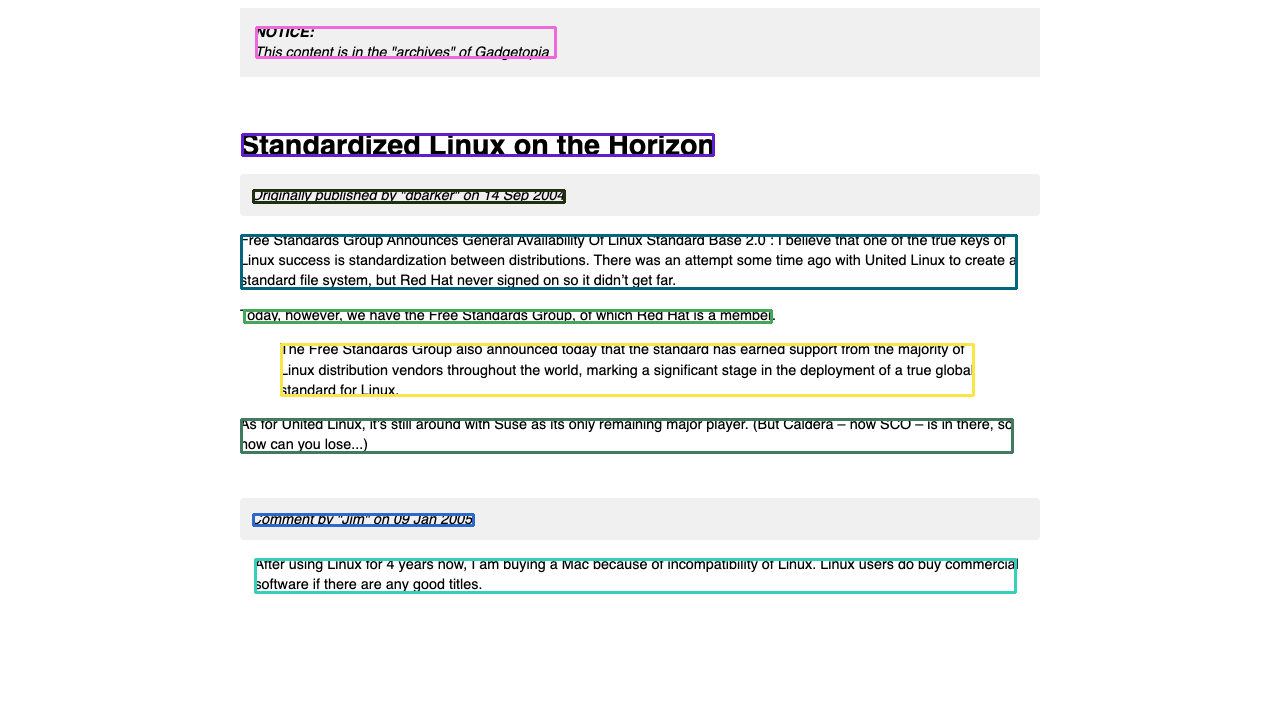 NOTICE:
This content is in the "archives" of Gadgetopia
Standardized Linux on the Horizon
Originally published by "dbarker" on 14 Sep 2004
Free Standards Group Announces General Availability Of Linux Standard Base 2.0 : I believe that one of the true keys of
Linux success is standardization between distributions. There was an attempt some time ago with United Linux to create a
standard file system, but Red Hat never signed on so it didn’t get far.
Today, however, we have the Free Standards Group, of which Red Hat is a member.
The Free Standards Group also announced today that the standard has earned support from the majority of
Linux distribution vendors throughout the world, marking a significant stage in the deployment of a true global
standard for Linux.
As for United Linux, it’s still around with Suse as its only remaining major player. (But Caldera – now SCO – is in there, so
how can you lose...)
Comment by "Jim" on 09 Jan 2005
After using Linux for 4 years now, I am buying a Mac because of incompatibility of Linux. Linux users do buy commercial
software if there are any good titles.